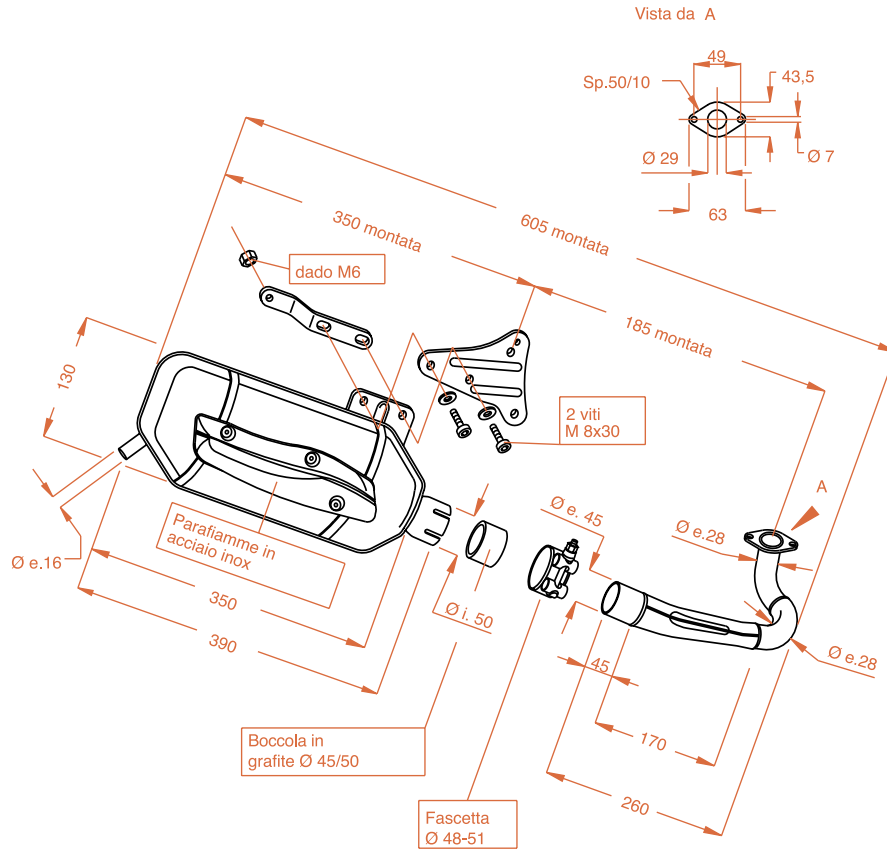 Vista da A
49
Sp.50/10
43,5
Ø 29
Ø 7
63
605 montata
350 montata
185 montata
dado M6
130
2 viti
M 8x30
A
Ø e. 45
Ø e.28
Parafiamme in
acciaio inox
Ø e.16
350
390
Ø i. 50
45
Ø e.28
170
260
Boccola in
grafite Ø 45/50
Fascetta
Ø 48-51